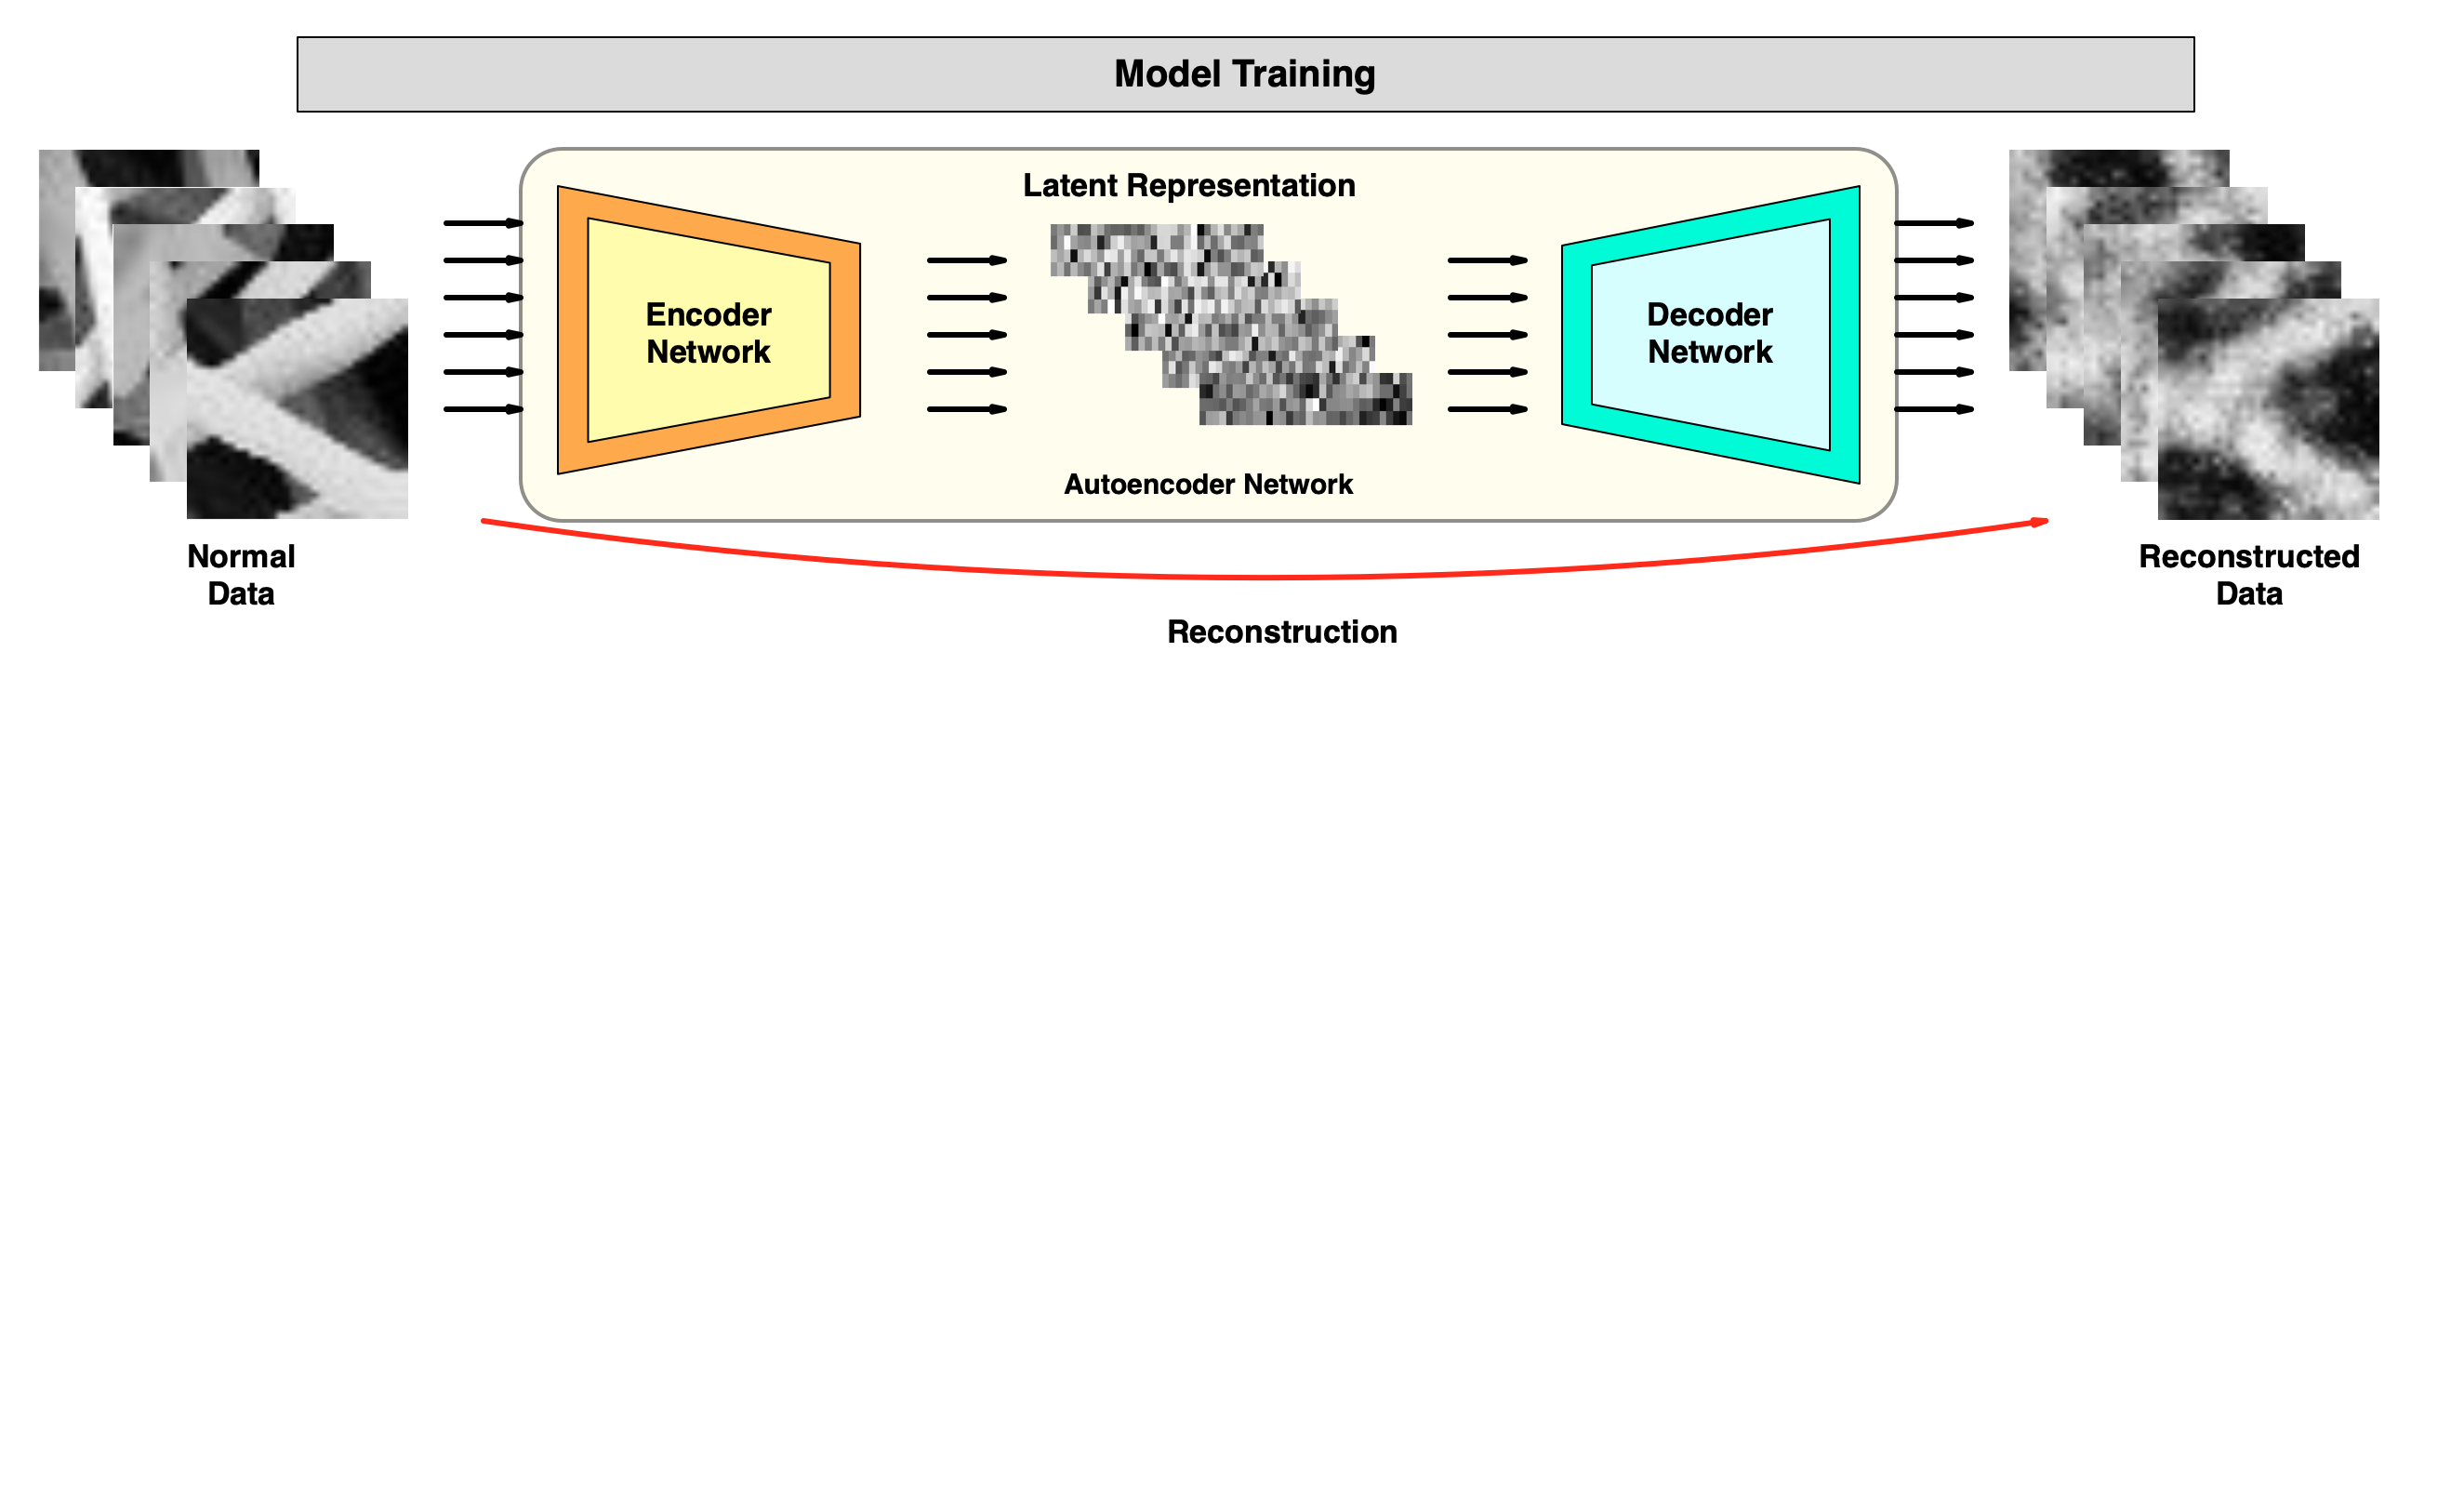 Model Training
Latent Representation
Encoder
Network
Decoder
Network
Autoencoder Network
Normal
Data
Reconstructed
Data
Reconstruction